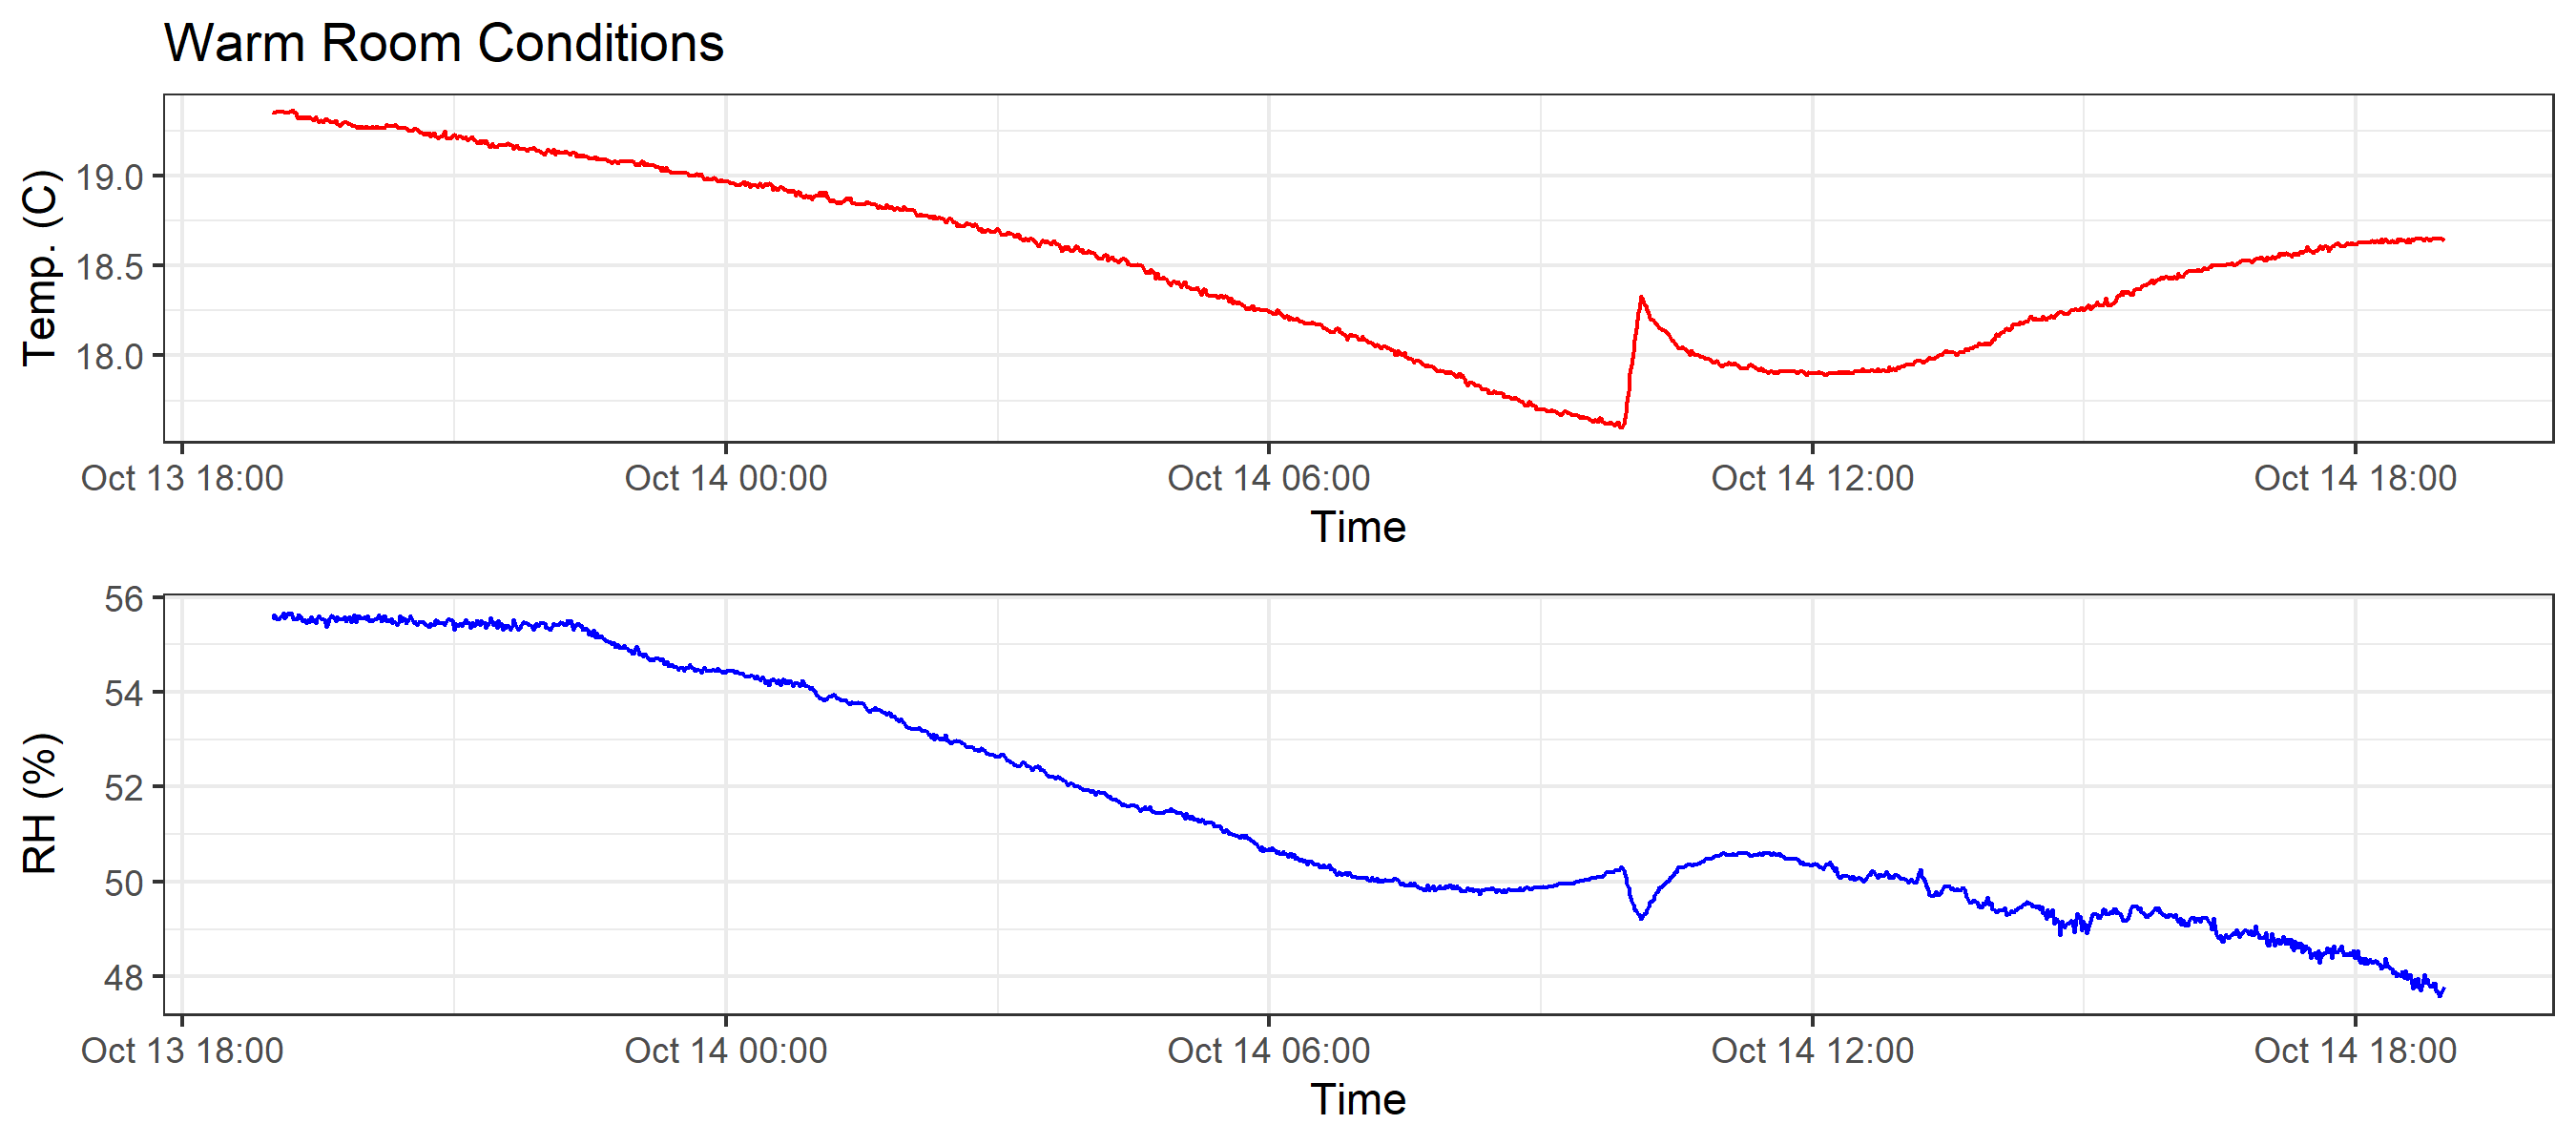 Warm Room Conditions
Temp. (C)
19.0
18.5
18.0
Oct 13 18:00 Oct 14 00:00 Oct 14 06:00 Oct 14 12:00 Oct 14 18:00
Time
RH (%)
56
54
52
50
48
Oct 13 18:00 Oct 14 00:00 Oct 14 06:00 Oct 14 12:00 Oct 14 18:00
Time